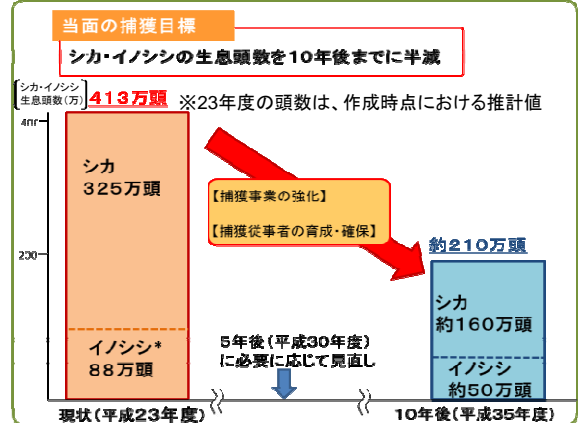 当面の捕獲目標
シカ・イノシシの生息頭数を10年後までに半減
シカ・イノシシ
生息頭数(万)
413万頭
※23年度の頭数は、作成時点における推計値
400
シカ
325万頭
【捕獲事業の強化】
【捕獲従事者の育成・確保】
約210万頭
200
シカ
約160万頭
イノシシ*
88万頭
5年後(平成30年度)
に必要に応じて見直し
イノシシ
約50万頭
現状(平成23年度)
10年後(平成35年度)